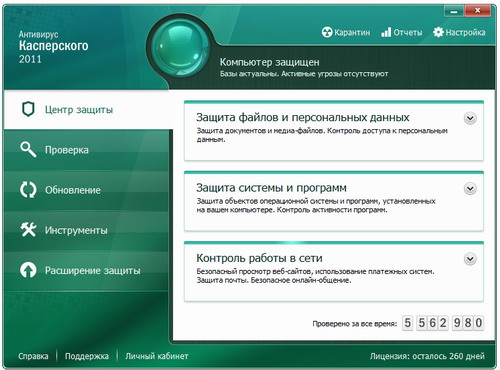 Антивирус
Касперского
2011
Карантин
Отчеты
Настройка
Компьютер защищен
Базы актуальны. Активные угрозы отсутствуют
Центр защиты
Проверка
Обновление
Инструменты
Расширение защиты
Защита файлов и персональных данных
Защита документов и медиа-файлов. Контроль доступа к персональным
данным.
Защита системы и программ
Защита объектов операционной системы и программ, установленных
на вашем компьютере. Контроль активности программ.
Контроль работы в сети
Безопасный просмотр веб-сайтов, использование платежных систем.
Защита почты. Безопасное онлайн-общение.
Проверено за все время: 5 562 980
Справка
Поддержка
Личный кабинет
Лицензия: осталось 260 дней